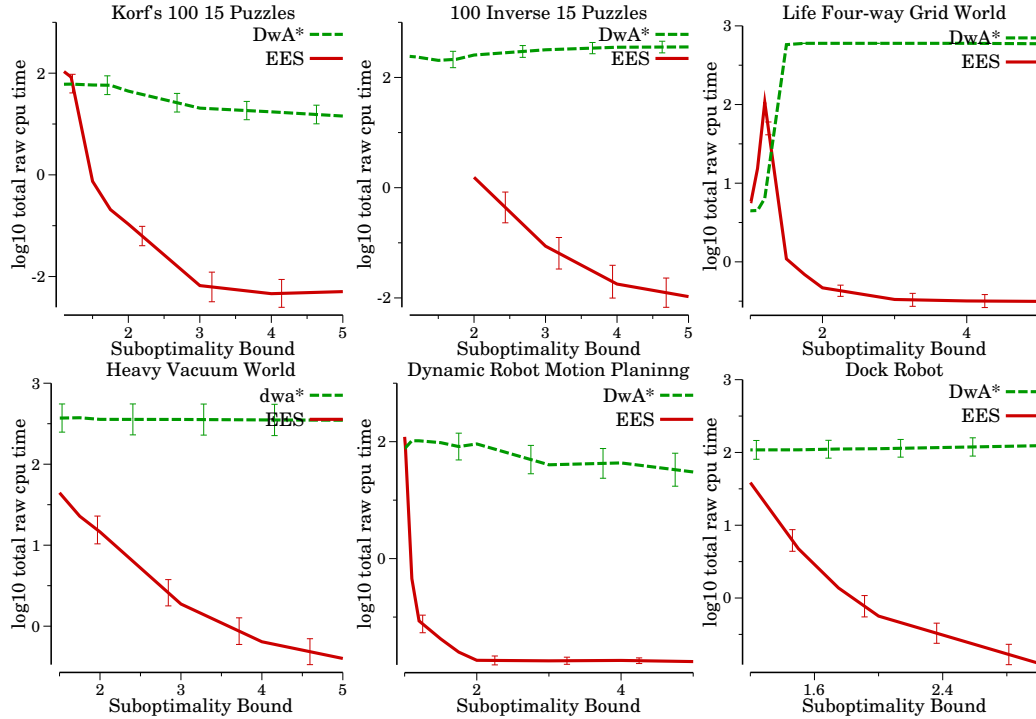 Korf's 100 15 Puzzles
DwA*
EES
log10 total raw cpu time
2
0
-2
2
3
4
5
Suboptimality Bound
100 Inverse 15 Puzzles
DwA*
EES
log10 total raw cpu time
2
0
-2
2
3
4
5
Suboptimality Bound
Life Four-way Grid World
DwA*
EES
log10 total raw cpu time
3
2
1
0
2
4
Suboptimality Bound
Heavy Vacuum World
dwa*
EES
log10 total raw cpu time
3
2
1
0
2
3
4
5
Suboptimality Bound
Dynamic Robot Motion Planinng
DwA*
EES
log10 total raw cpu time
2
0
2
4
Suboptimality Bound
Dock Robot
DwA*
EES
log10 total raw cpu time
3
2
1
0
1.6
2.4
Suboptimality Bound